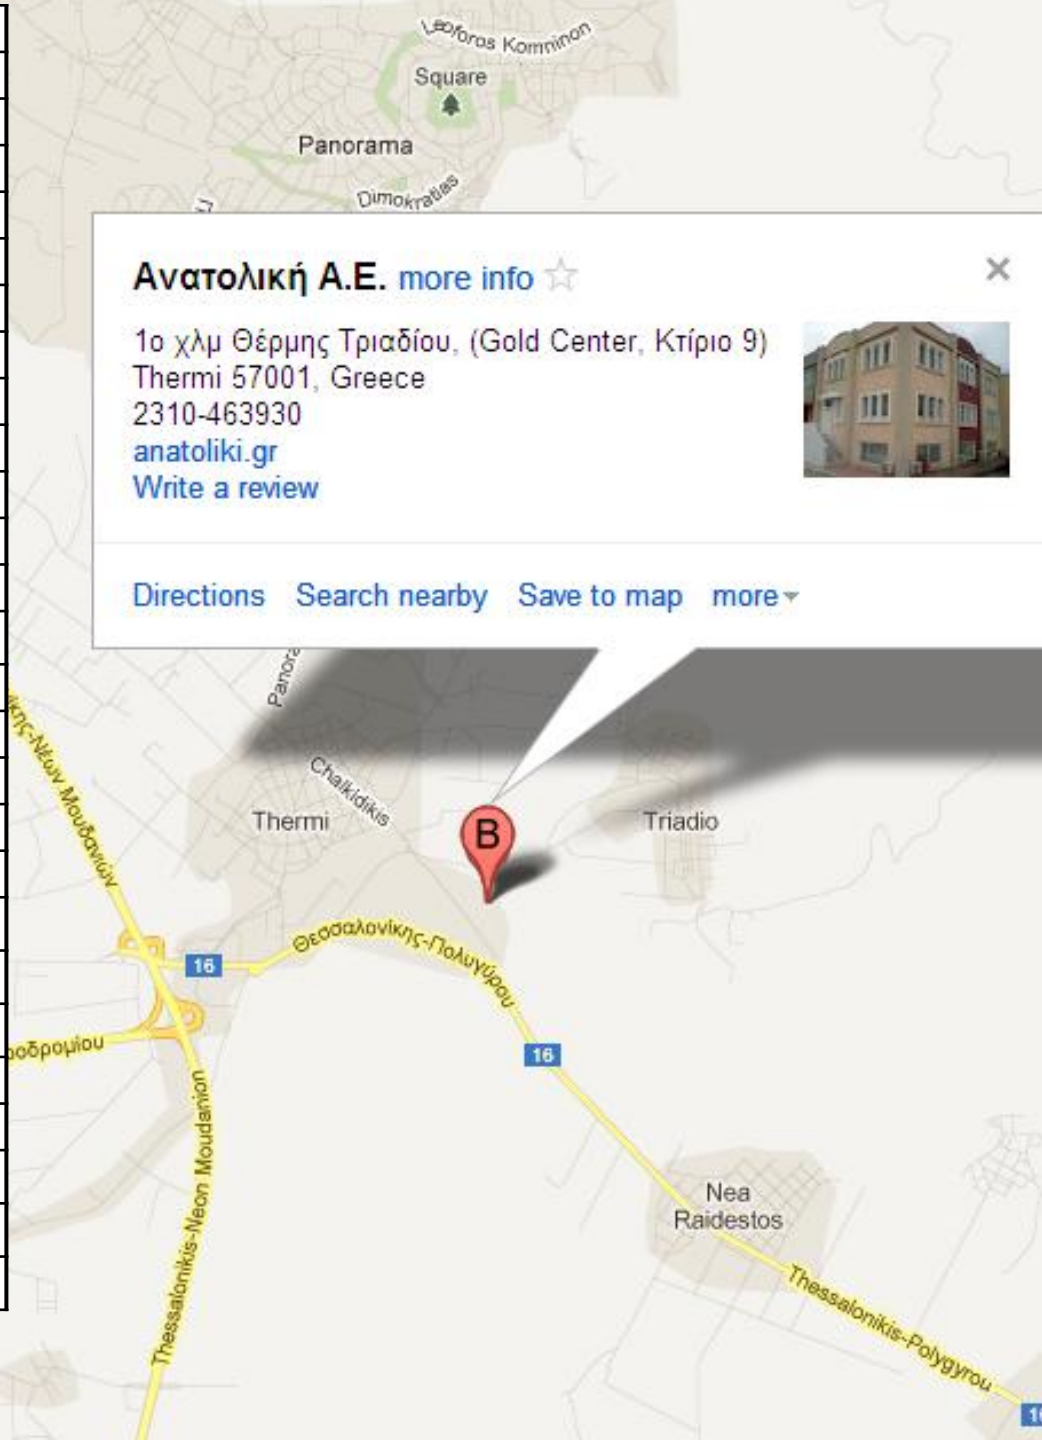 Leoforos Komninon
Square
Panorama
Dimokratias
Ανατολική Α.Ε. more info
1ο χλμ Θέρμης Τριαδίου, (Gold Center, Κτίριο 9)
Thermi 57001, Greece
2310-463930
anatoliki.gr
Write a review
Directions Search nearby Save to map more
Chalkidikis
Thermi
B
Triadio
Θεσσαλονίκης-Πολυγύρου
16
16
Thessalonikis-Neon Moudanion
Nea
Raidestos
Thessalonikis-Polygyrou